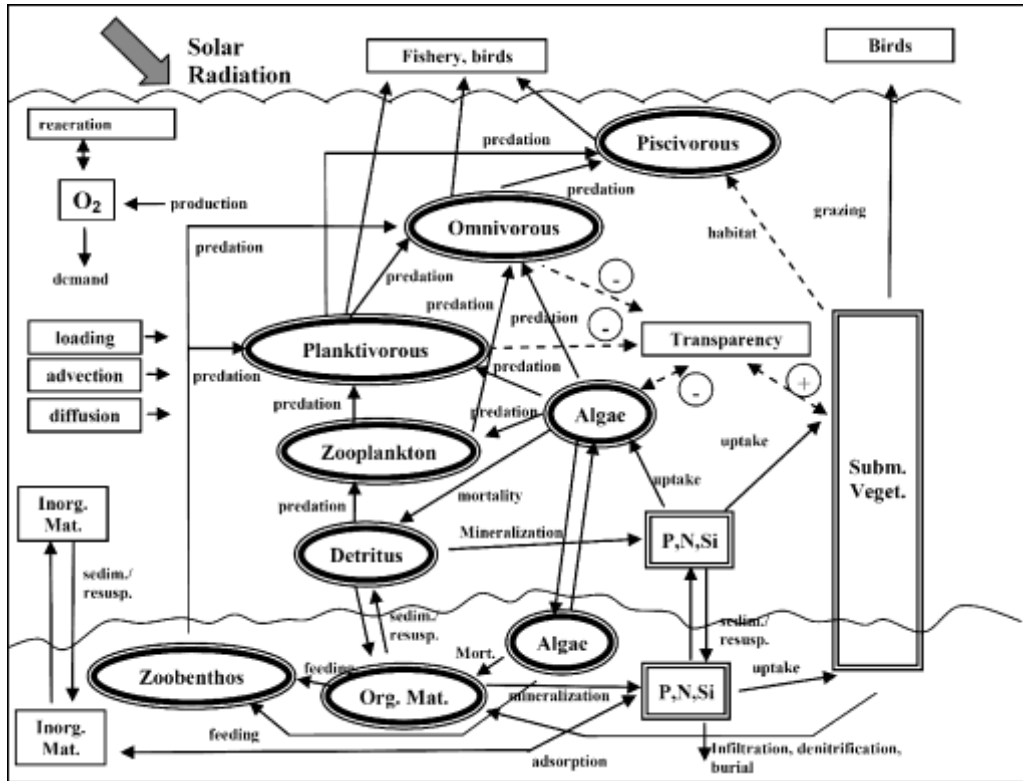 Solar
Radiation
Fishery, birds
Birds
reaeration
predation
Piscivorous
O2
production
predation
grazing
Omnivorous
habitat
predation
demand
predation
-
predation
-
predation
loading
Planktivorous
Transparency
advection
predation
predation
-
+
diffusion
predation
predation
Algae
Zooplankton
uptake
Subm.
Veget.
Inorg.
Mat.
predation
mortality
uptake
Mineralization
P,N,Si
Detritus
sedim./
resusp.
sedim./
resusp.
Algae
sedim./
resusp.
Mort.
Zoobenthos
feeding
Org. Mat.
mineralization
P,N,Si
uptake
Inorg.
Mat.
feeding
adsorption
Infiltration, denitrification,
burial